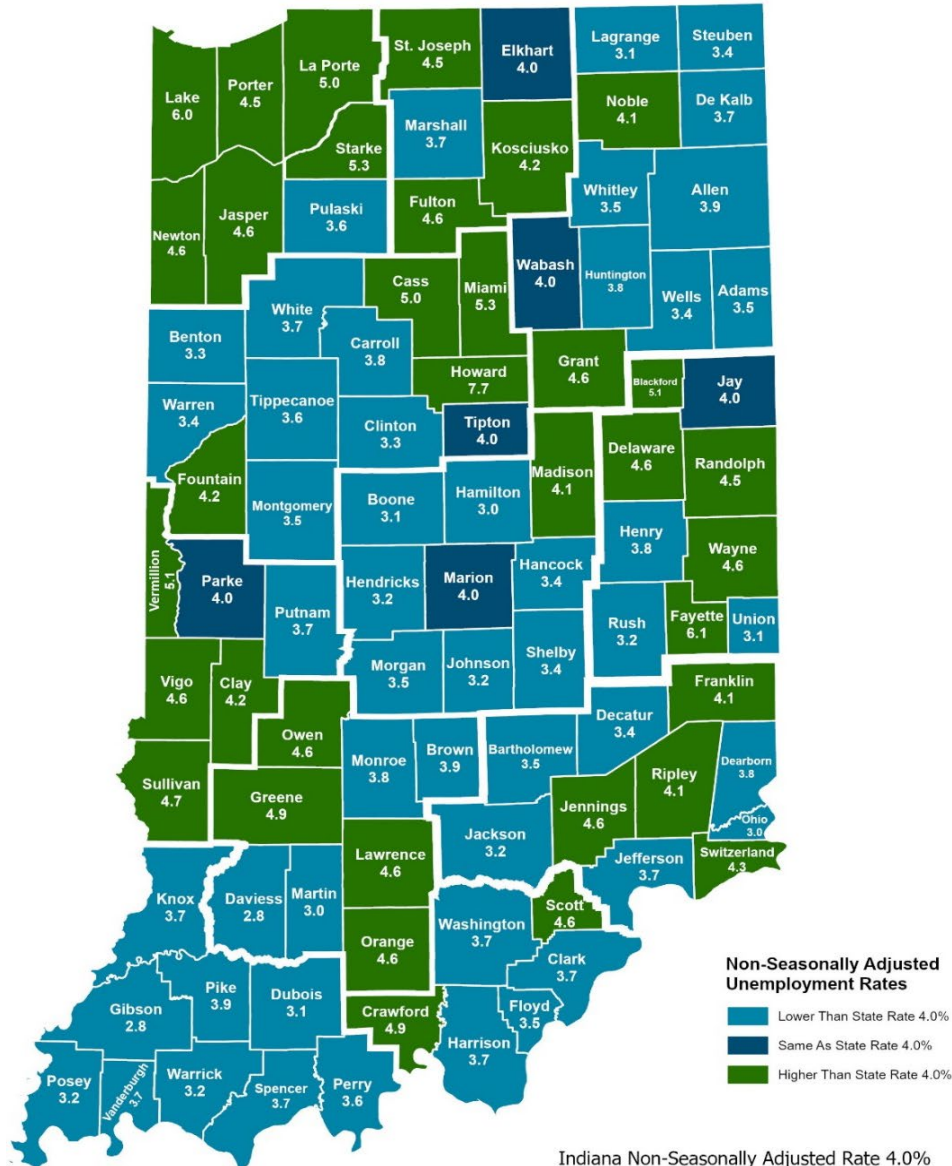 Lake
6.0
Porter
4.5
La Porte
5.0
St. Joseph
4.5
Elkhart
4.0
Lagrange
3.1
Steuben
3.4
Noble
4.1
De Kalb
3.7
Marshall
3.7
Starke
5.3
Kosciusko
4.2
Whitley
3.5
Allen
3.9
Newton
4.6
Jasper
4.6
Pulaski
3.6
Fulton
4.6
Wabash
4.0
Huntington
3.8
Wells
3.4
Adams
3.5
White
3.7
Cass
5.0
Miami
5.3
Benton
3.3
Carroll
3.8
Howard
7.7
Grant
4.6
Blackford
5.1
Jay
4.0
Warren
3.4
Tippecanoe
3.6
Clinton
3.3
Tipton
4.0
Madison
4.1
Delaware
4.6
Randolph
4.5
Fountain
4.2
Montgomery
3.5
Boone
3.1
Hamilton
3.0
Henry
3.8
Wayne
4.6
Vermillion
5.1
Parke
4.0
Putnam
3.7
Hendricks
3.2
Marion
4.0
Hancock
3.4
Rush
3.2
Fayette
6.1
Union
3.1
Vigo
4.6
Clay
4.2
Morgan
3.5
Johnson
3.2
Shelby
3.4
Franklin
4.1
Owen
4.6
Decatur
3.4
Sullivan
4.7
Greene
4.9
Monroe
3.8
Brown
3.9
Bartholomew
3.5
Jennings
4.6
Ripley
4.1
Dearborn
3.8
Ohio
3.0
Lawrence
4.6
Jackson
3.2
Jefferson
3.7
Switzerland
4.3
Knox
3.7
Daviess
2.8
Martin
3.0
Orange
4.6
Washington
3.7
Scott
4.6
Clark
3.7
Gibson
2.8
Pike
3.9
Dubois
3.1
Crawford
4.9
Harrison
3.7
Floyd
3.5
Posey
3.2
Vanderburgh
3.7
Warrick
3.2
Spencer
3.7
Perry
3.6
Non-Seasonally Adjusted
Unemployment Rates
Lower Than State Rate 4.0%
Same As State Rate 4.0%
Higher Than State Rate 4.0%
Indiana Non-Seasonally Adjusted Rate 4.0%